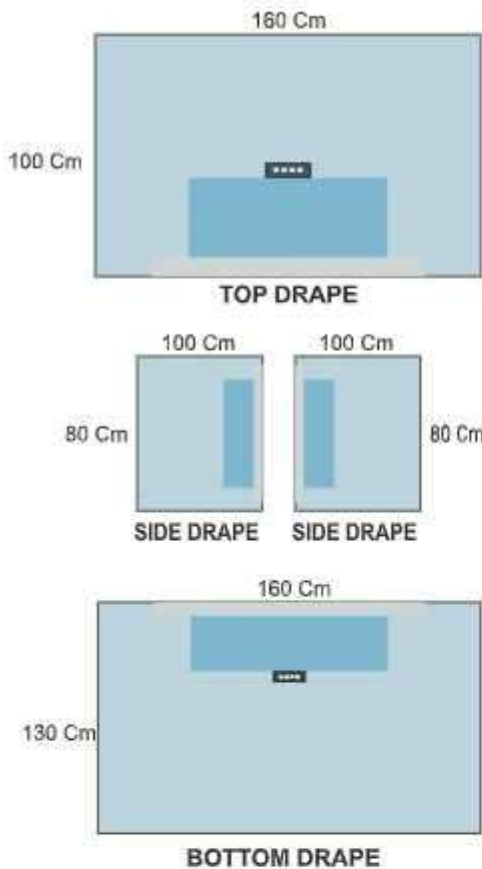 160 Cm
100 Cm
TOP DRAPE
100 Cm 100 Cm
80 Cm 80 Cm
SIDE DRAPE SIDE DRAPE
160 Cm
130 Cm
BOTTOM DRAPE